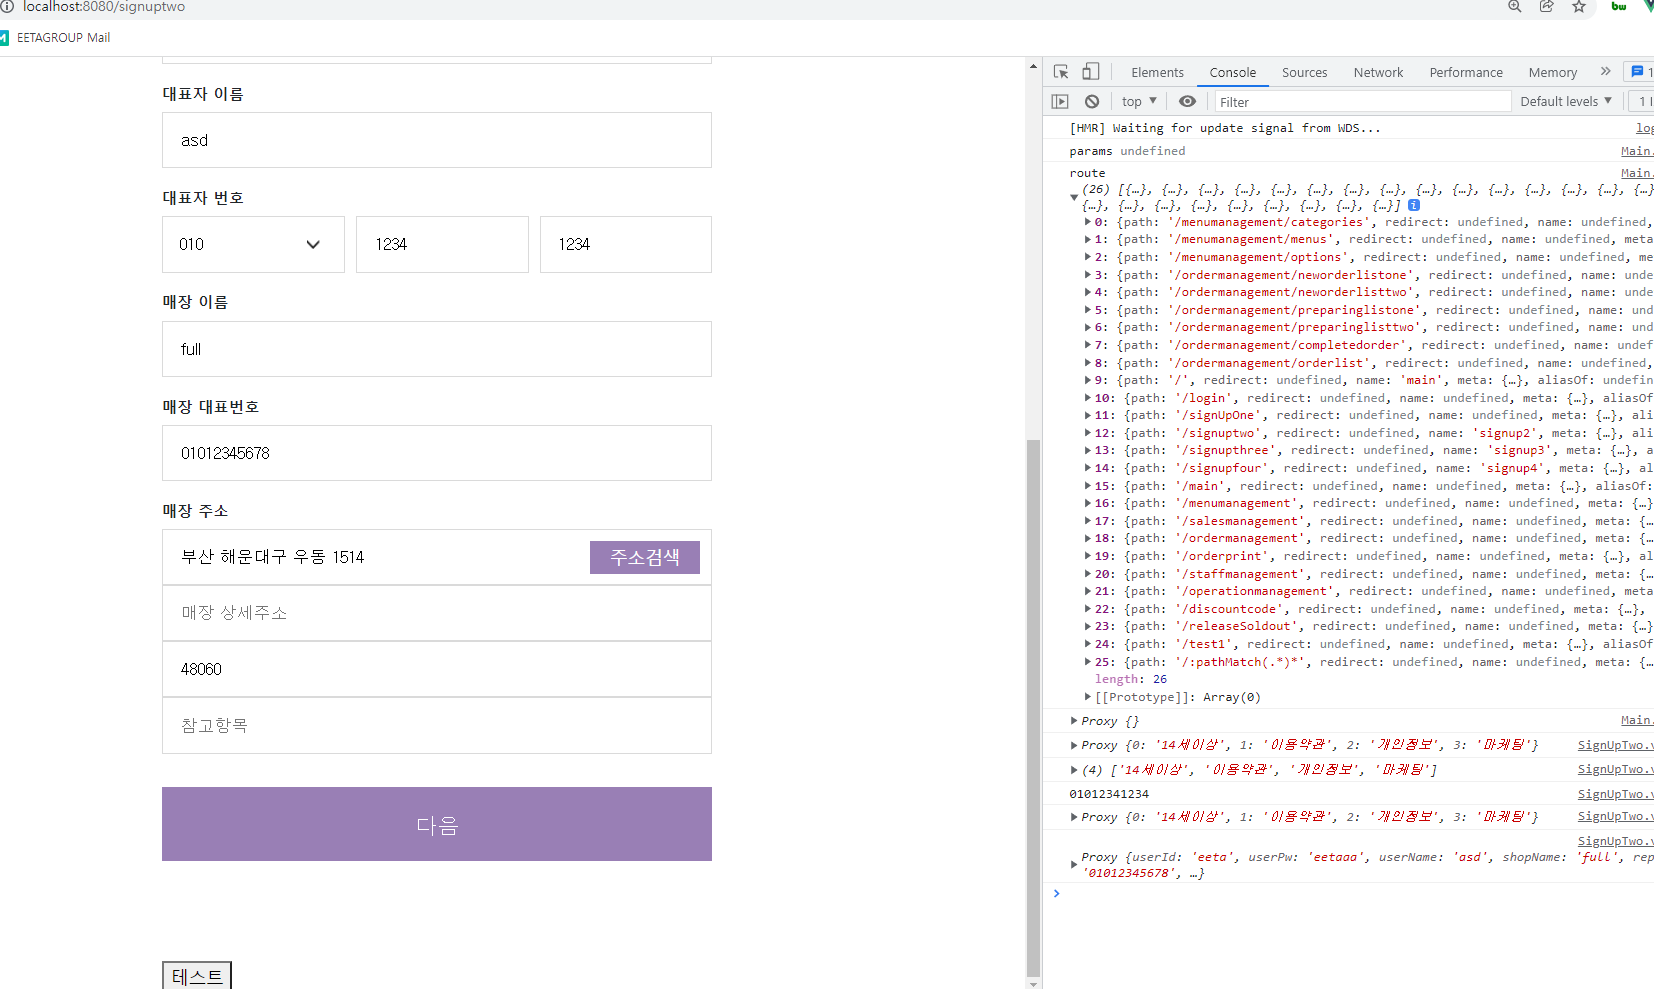 localhost:8080/signuptwo
EETAGROUP Mail
대표자 이름
asd
대표자 번호
010 1234 1234
매장 이름
full
매장 대표번호
01012345678
매장 주소
부산 해운대구 우동 1514 주소검색
매장 상세주소
48060
참고항목
다음
테스트
Elements Console Sources Network Performance Memory » 1
top ▼ Filter Default levels ▼ 1
[HMR] Waiting for update signal from WDS... log
params undefined Main.
route Main.
(26) [{…}, {…}, {…}, {…}, {…}, {…}, {…}, {…}, {…}, {…}, {…}, {…}, {…}, {…}, {…}
{…}, {…}, {…}, {…}, {…}, {…}, {…}, {…}]
0: {path: '/menumanagement/categories', redirect: undefined, name: undefined,
1: {path: '/menumanagement/menus', redirect: undefined, name: undefined, meta
2: {path: '/menumanagement/options', redirect: undefined, name: undefined, me
3: {path: '/ordermanagement/neworderlistone', redirect: undefined, name: unde
4: {path: '/ordermanagement/neworderlisttwo', redirect: undefined, name: unde
5: {path: '/ordermanagement/preparinglistone', redirect: undefined, name: und
6: {path: '/ordermanagement/preparinglisttwo', redirect: undefined, name: und
7: {path: '/ordermanagement/completedorder', redirect: undefined, name: undef
8: {path: '/ordermanagement/orderlist', redirect: undefined, name: undefined,
9: {path: '/', redirect: undefined, name: 'main', meta: {…}, aliasOf: undefin
10: {path: '/login', redirect: undefined, name: undefined, meta: {…}, aliasOf
11: {path: '/signUpOne', redirect: undefined, name: undefined, meta: {…}, ali
12: {path: '/signuptwo', redirect: undefined, name: 'signup2', meta: {…}, ali
13: {path: '/signupthree', redirect: undefined, name: 'signup3', meta: {…}, a
14: {path: '/signupfour', redirect: undefined, name: 'signup4', meta: {…}, al
15: {path: '/main', redirect: undefined, name: undefined, meta: {…}, aliasOf:
16: {path: '/menumanagement', redirect: undefined, name: undefined, meta: {…}
17: {path: '/salesmanagement', redirect: undefined, name: undefined, meta: {…
18: {path: '/ordermanagement', redirect: undefined, name: undefined, meta: {…
19: {path: '/orderprint', redirect: undefined, name: undefined, meta: {…}, al
20: {path: '/staffmanagement', redirect: undefined, name: undefined, meta: {…
21: {path: '/operationmanagement', redirect: undefined, name: undefined, meta
22: {path: '/discountcode', redirect: undefined, name: undefined, meta: {…},
23: {path: '/releaseSoldout', redirect: undefined, name: undefined, meta: {…}
24: {path: '/test1', redirect: undefined, name: undefined, meta: {…}, aliasOf
25: {path: '/:pathMatch(.*)*', redirect: undefined, name: undefined, meta: {…
length: 26
[[Prototype]]: Array(0)
Proxy {} Main.
Proxy {0: '14세이상', 1: '이용약관', 2: '개인정보', 3: '마케팅'} SignUpTwo.v
(4) ['14세이상', '이용약관', '개인정보', '마케팅'] SignUpTwo.v
01012341234 SignUpTwo.v
Proxy {0: '14세이상', 1: '이용약관', 2: '개인정보', 3: '마케팅'} SignUpTwo.v
SignUpTwo.v
Proxy {userId: 'eeta', userPw: 'eetaaa', userName: 'asd', shopName: 'full', rep
'01012345678', …}